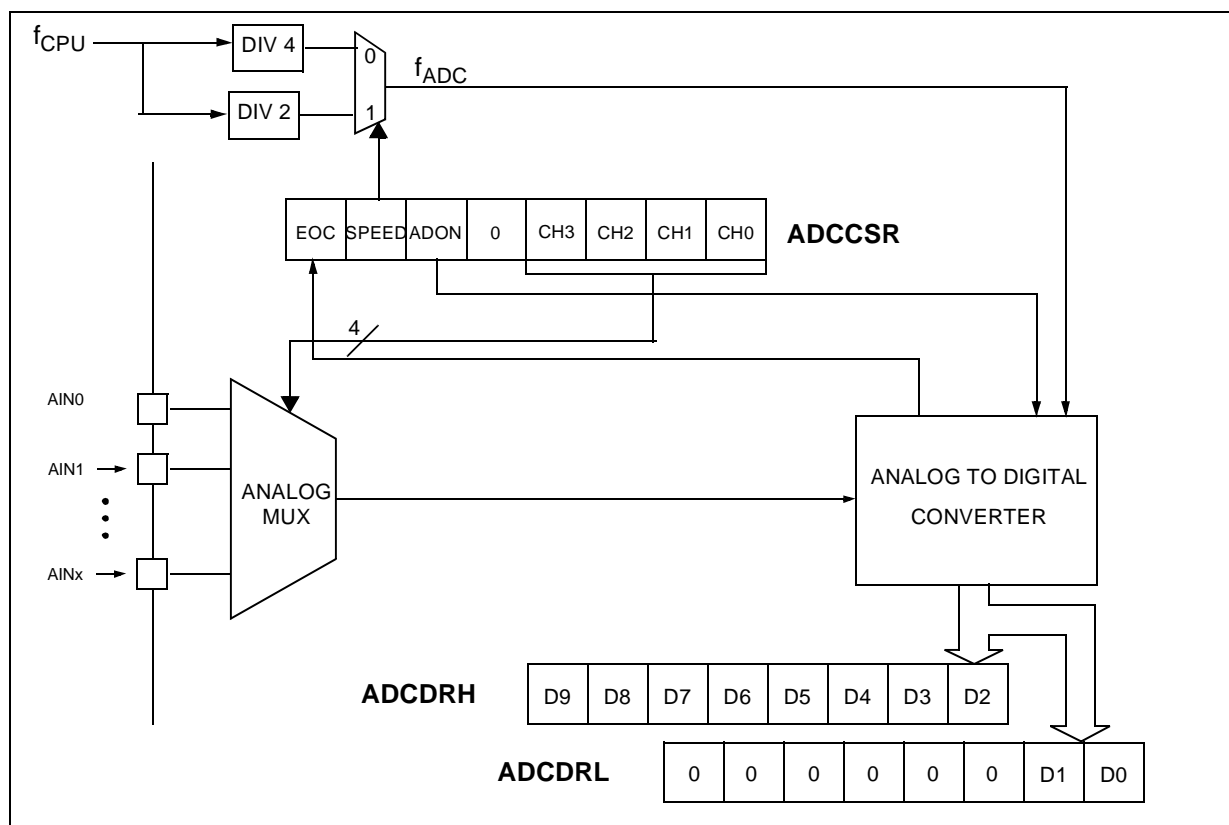 fCPU
DIV 4
0
fADC
DIV 2
1
EOC SPEED ADON 0 CH3 CH2 CH1 CH0 ADCCSR
4
AIN0
AIN1
ANALOG
MUX
ANALOG TO DIGITAL
CONVERTER
AINx
ADCDRH D9 D8 D7 D6 D5 D4 D3 D2
ADCDRL 0 0 0 0 0 0 D1 D0